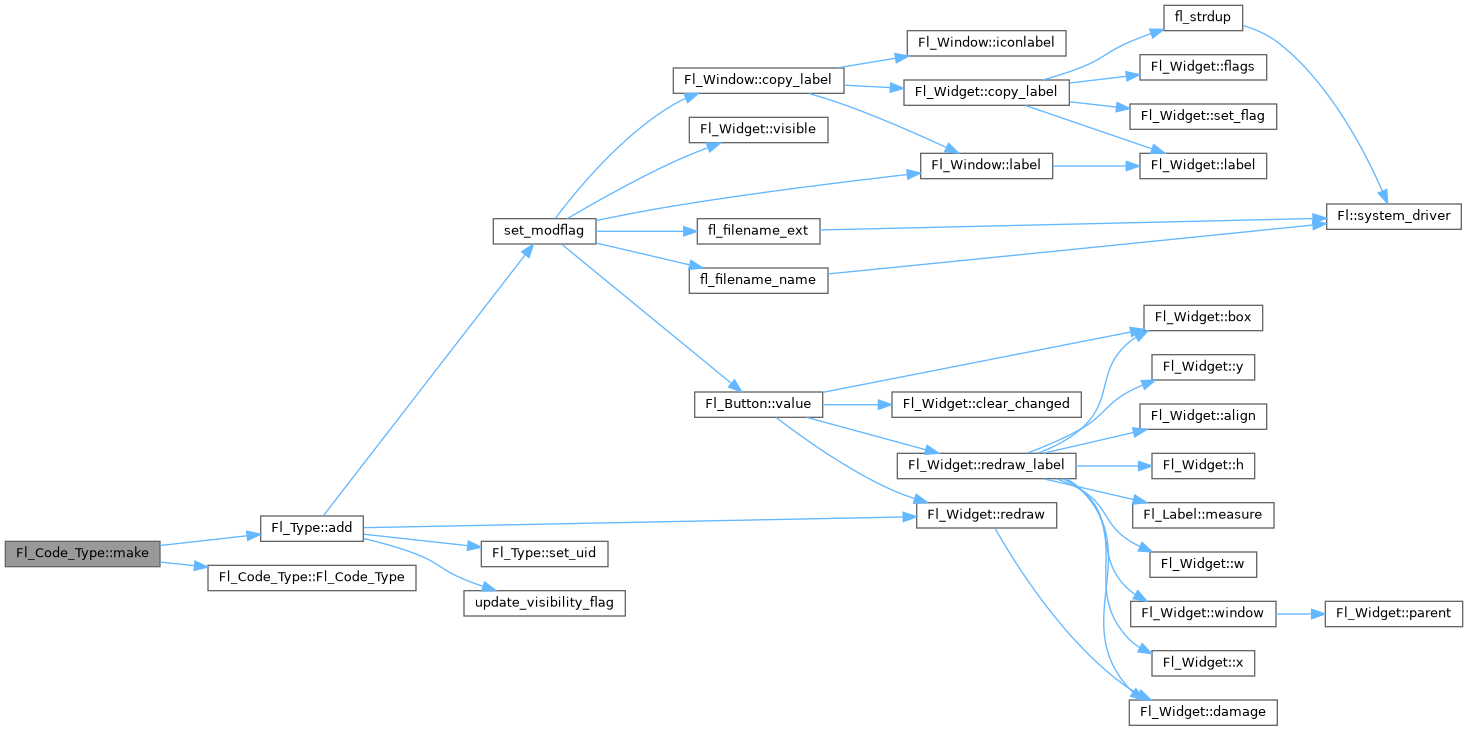 fl_strdup
Fl_Window::iconlabel
Fl_Widget::flags
Fl_Window::copy_label
Fl_Widget::copy_label
Fl_Widget::set_flag
Fl_Widget::visible
Fl_Window::label
Fl_Widget::label
Fl::system_driver
set_modflag
fl_filename_ext
fl_filename_name
Fl_Widget::box
Fl_Widget::y
Fl_Button::value
Fl_Widget::clear_changed
Fl_Widget::align
Fl_Widget::redraw_label
Fl_Widget::h
Fl_Widget::redraw
Fl_Label::measure
Fl_Type::add
Fl_Code_Type::make
Fl_Type::set_uid
Fl_Widget::w
Fl_Code_Type::Fl_Code_Type
update_visibility_flag
Fl_Widget::window
Fl_Widget::parent
Fl_Widget::x
Fl_Widget::damage